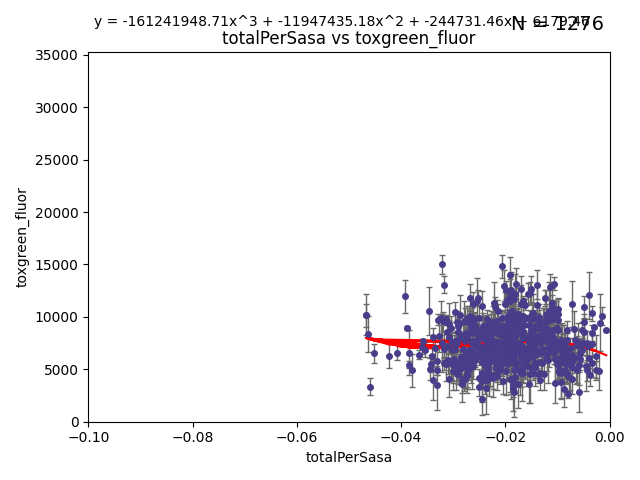 y = -161241948.71x^3 + -11947435.18x^2 + -244731.46x + 6179.46
N = 1276
totalPerSasa vs toxgreen_fluor
toxgreen_fluor
35000
30000
25000
20000
15000
10000
5000
0
−0.10
−0.08
−0.06
−0.04
−0.02
0.00
totalPerSasa